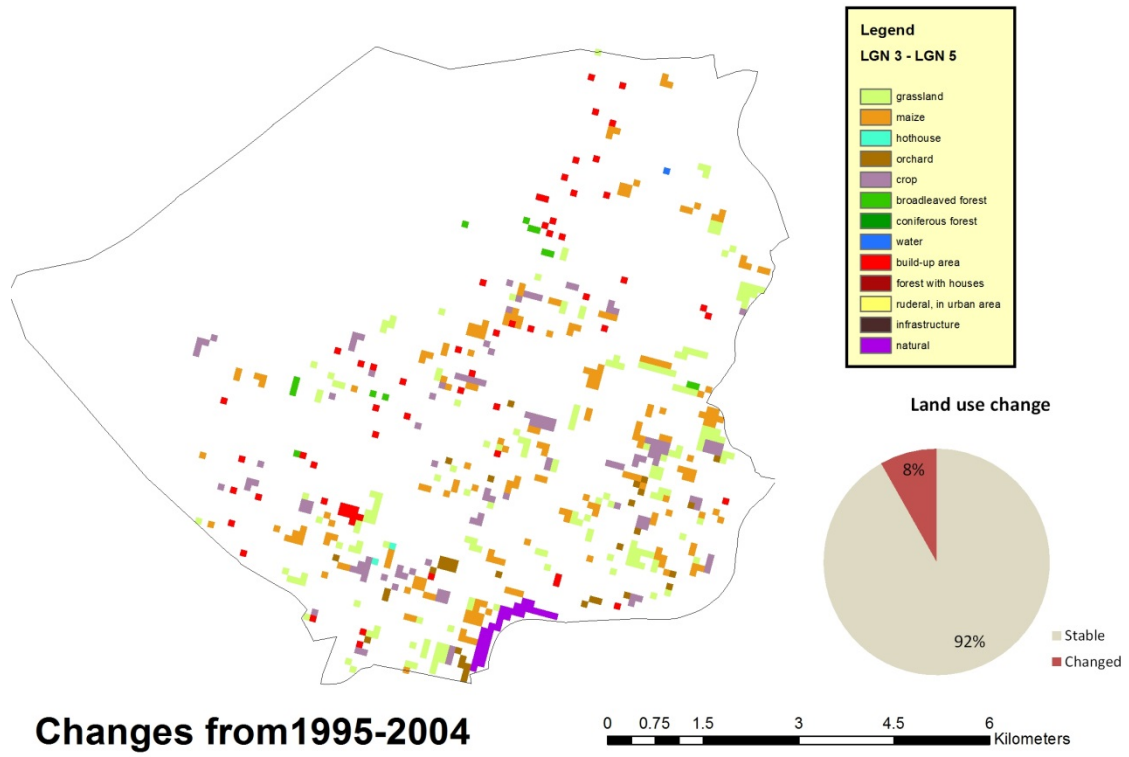 Legend
LGN 3 - LGN 5
grassland
maize
hothouse
orchard
crop
broadleaved forest
coniferous forest
water
build-up area
forest with houses
ruderal, in urban area
infrastructure
natural
Land use change
8%
92%
Stable
Changed
Changes from1995-2004
0 0.75 1.5 3 4.5 6
Kilometers